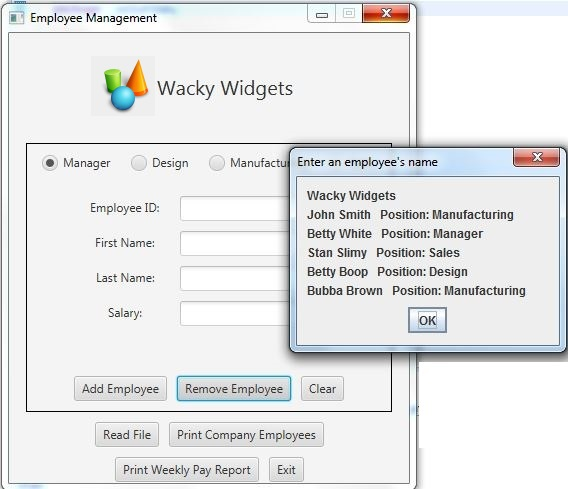 Employee Management
Wacky Widgets
Manager Design Manufactur
Employee ID:
First Name:
Last Name:
Salary:
Add Employee Remove Employee Clear
Read File Print Company Employees
Print Weekly Pay Report Exit
Enter an employee's name
Wacky Widgets
John Smith Position: Manufacturing
Betty White Position: Manager
Stan Slimy Position: Sales
Betty Boop Position: Design
Bubba Brown Position: Manufacturing
OK